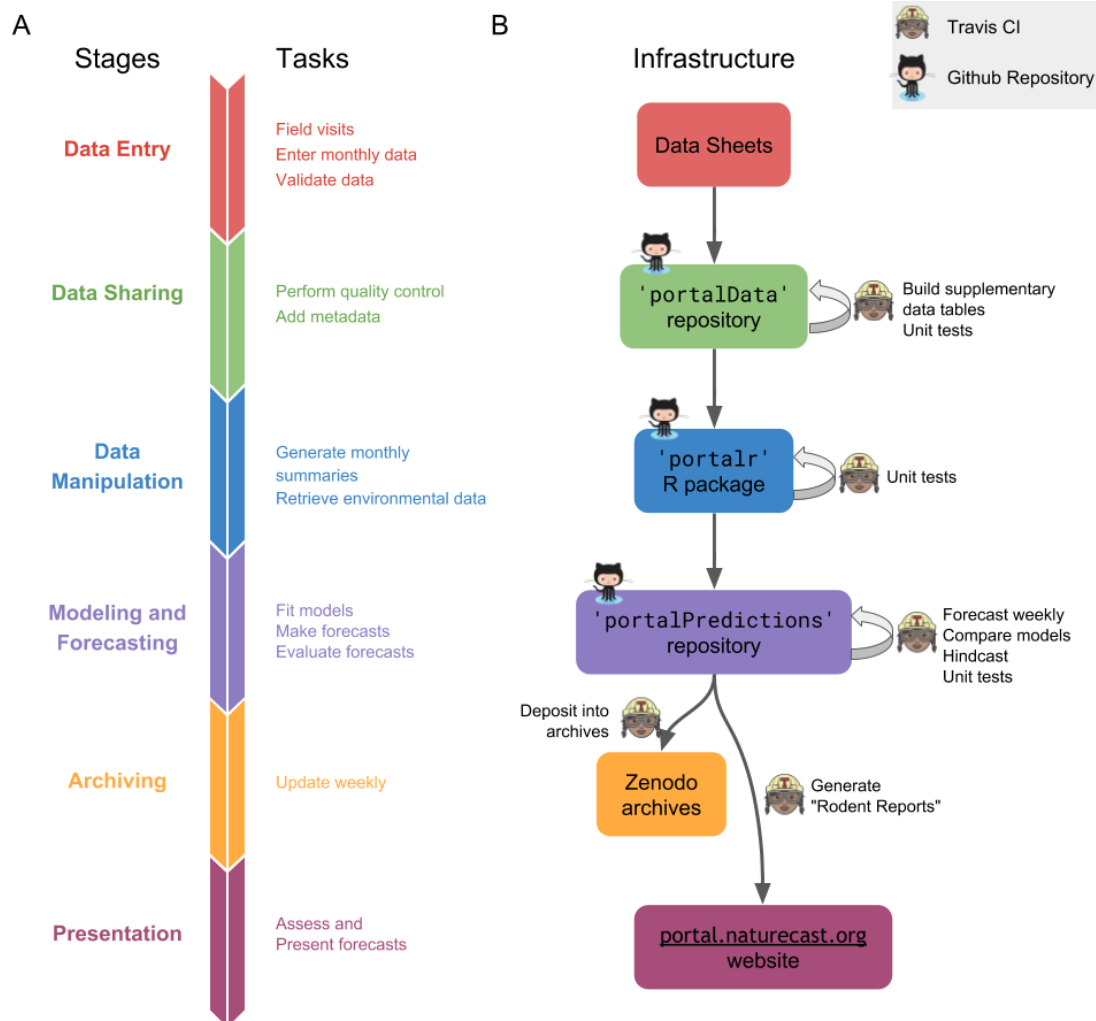 A
Stages
Tasks
Data Entry
Field visits
Enter monthly data
Validate data
Data Sharing
Perform quality control
Add metadata
Data
Manipulation
Generate monthly
summaries
Retrieve environmental data
Modeling and
Forecasting
Fit models
Make forecasts
Evaluate forecasts
Archiving
Update weekly
Presentation
Assess and
Present forecasts
B
Infrastructure
Travis CI
Github Repository
Data Sheets
'portalData'
repository
T
Build supplementary
data tables
Unit tests
'portalr'
R package
T
Unit tests
'portalPredictions'
repository
T
Forecast weekly
Compare models
Hindcast
Unit tests
Deposit into
archives
T
Zenodo
archives
T
Generate
"Rodent Reports"
portal.naturecast.org
website